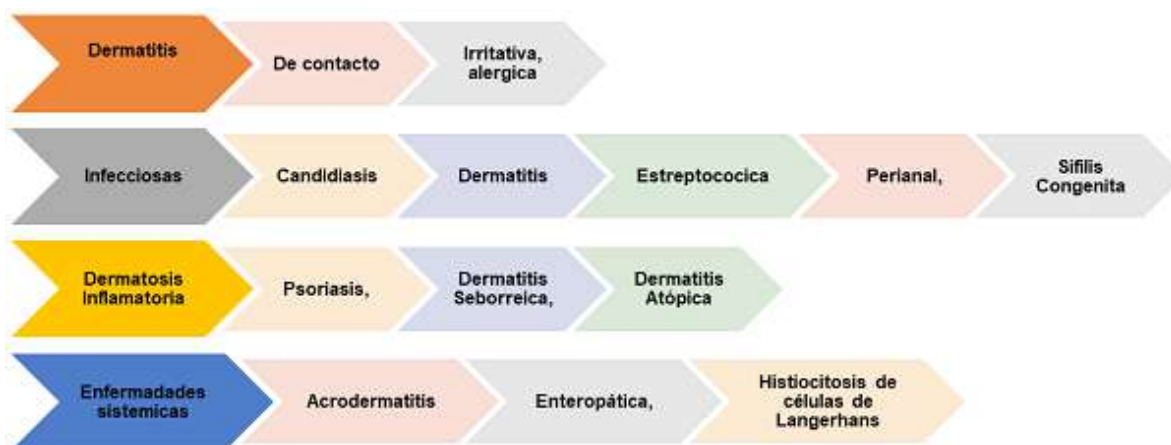 Dermatitis
De contacto
Irritativa,
alergica
Infecciosas
Candidiasis
Dermatitis
Estreptococica
Perianal,
Sifilis
Congenita
Dermatosis
Inflamatoria
Psoriasis,
Dermatitis
Seborreica,
Dermatitis
Atópica
Enfermadades
sistemicas
Acrodermatitis
Enteropática,
Histiocitosis de
células de
Langerhans